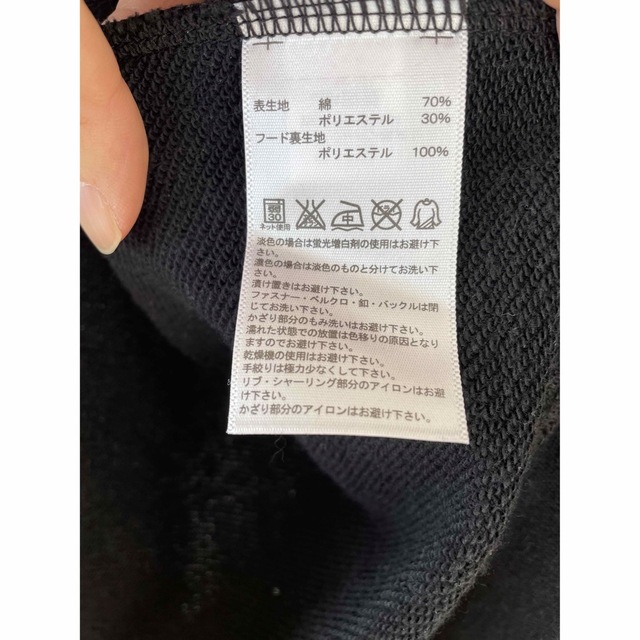 表生地 綿 70%
ポリエステル 30%
フード裏生地
ポリエステル 100%
30
中
ネット使用
淡色の場合は蛍光増白剤の使用はお避け下
さい。
濃色の場合は淡色のものと分けてお洗い下
さい。
漬け置きはお避け下さい。
ファスナー・ベルクロ・釦・バックルは閉
じてお洗い下さい。
かざり部分のもみ洗いはお避け下さい。
濡れた状態での放置は色移りの原因となり
ますのでお避け下さい。
乾燥機の使用はお避け下さい。
手絞りは極力少なくして下さい。
リブ・シャーリング部分のアイロンはお避
け下さい。
かざり部分のアイロンはお避け下さい。